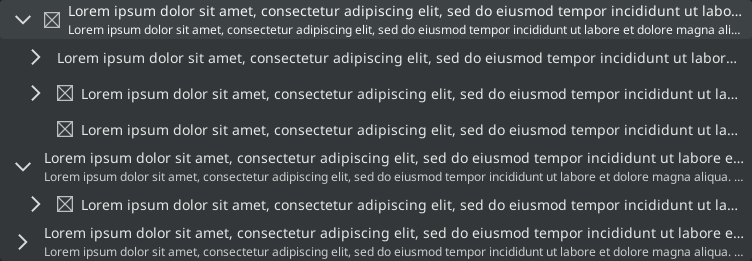 Lorem ipsum dolor sit amet, consectetur adipiscing elit, sed do eiusmod tempor incididunt ut labo...
Lorem ipsum dolor sit amet, consectetur adipiscing elit, sed do eiusmod tempor incididunt ut labore et dolore magna ali...
Lorem ipsum dolor sit amet, consectetur adipiscing elit, sed do eiusmod tempor incididunt ut labor...
Lorem ipsum dolor sit amet, consectetur adipiscing elit, sed do eiusmod tempor incididunt ut la...
Lorem ipsum dolor sit amet, consectetur adipiscing elit, sed do eiusmod tempor incididunt ut la...
Lorem ipsum dolor sit amet, consectetur adipiscing elit, sed do eiusmod tempor incididunt ut labore e...
Lorem ipsum dolor sit amet, consectetur adipiscing elit, sed do eiusmod tempor incididunt ut labore et dolore magna aliqua. ...
Lorem ipsum dolor sit amet, consectetur adipiscing elit, sed do eiusmod tempor incididunt ut la...
Lorem ipsum dolor sit amet, consectetur adipiscing elit, sed do eiusmod tempor incididunt ut labore e...
Lorem ipsum dolor sit amet, consectetur adipiscing elit, sed do eiusmod tempor incididunt ut labore et dolore magna aliqua. ...